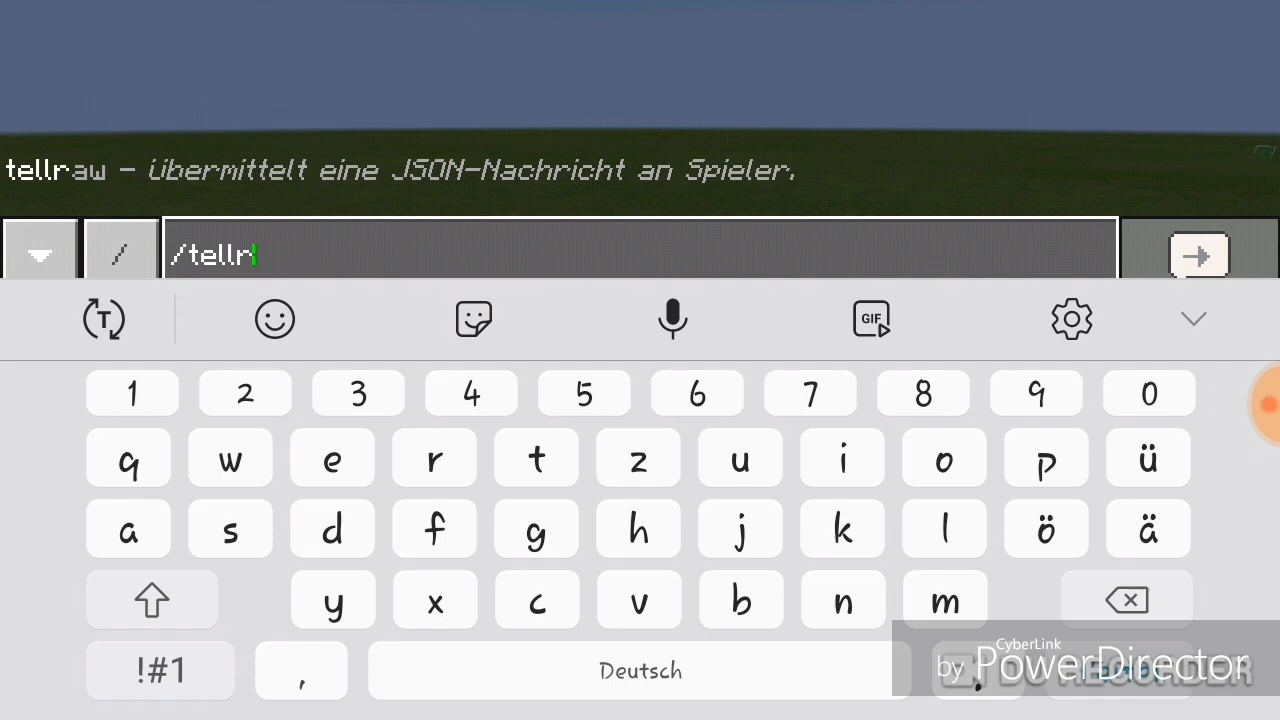 tellraw – Übermittelt eine JSON-Nachricht an Spieler.
/
/tellr
T
GIF
1 2 3 4 5 6 7 8 9 0
q w e r t z u i o p ü
a s d f g h j k l ö ä
y x c v b n m
!#1 , Deutsch .
CyberLink
by PowerDirector